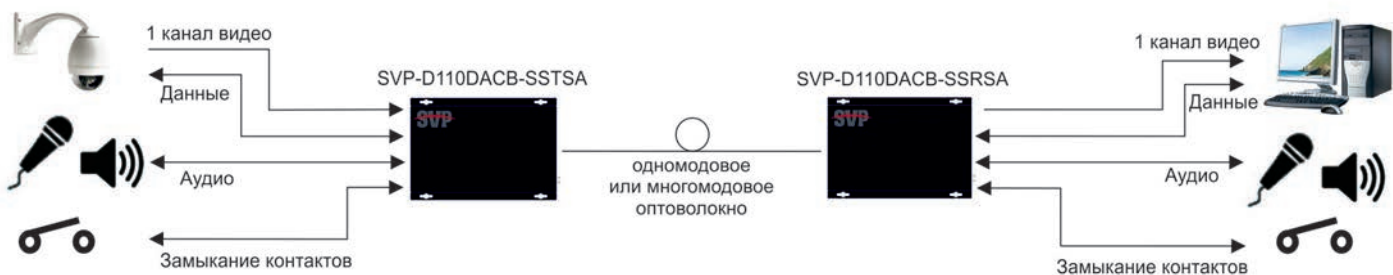 1 канал видео
Данные
Аудио
Замыкание контактов
SVP-D110DACB-SSTSA
SVP
одномодовое
или многомодовое
оптоволокно
SVP-D110DACB-SSRSA
SVP
1 канал видео
Данные
Аудио
Замыкание контактов